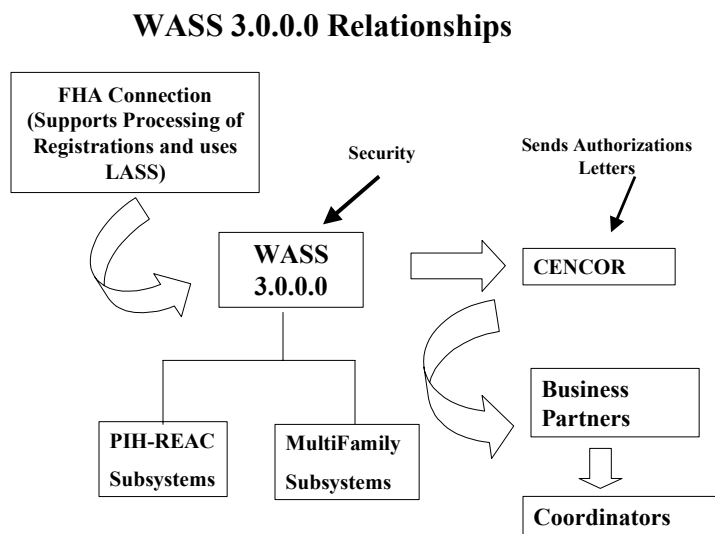 WASS 3.0.0.0 Relationships
FHA Connection
(Supports Processing of
Registrations and uses
LASS)
Security
Sends Authorizations
Letters
WASS
3.0.0.0
CENCOR
Business
Partners
PIH-REAC
Subsystems
MultiFamily
Subsystems
Coordinators